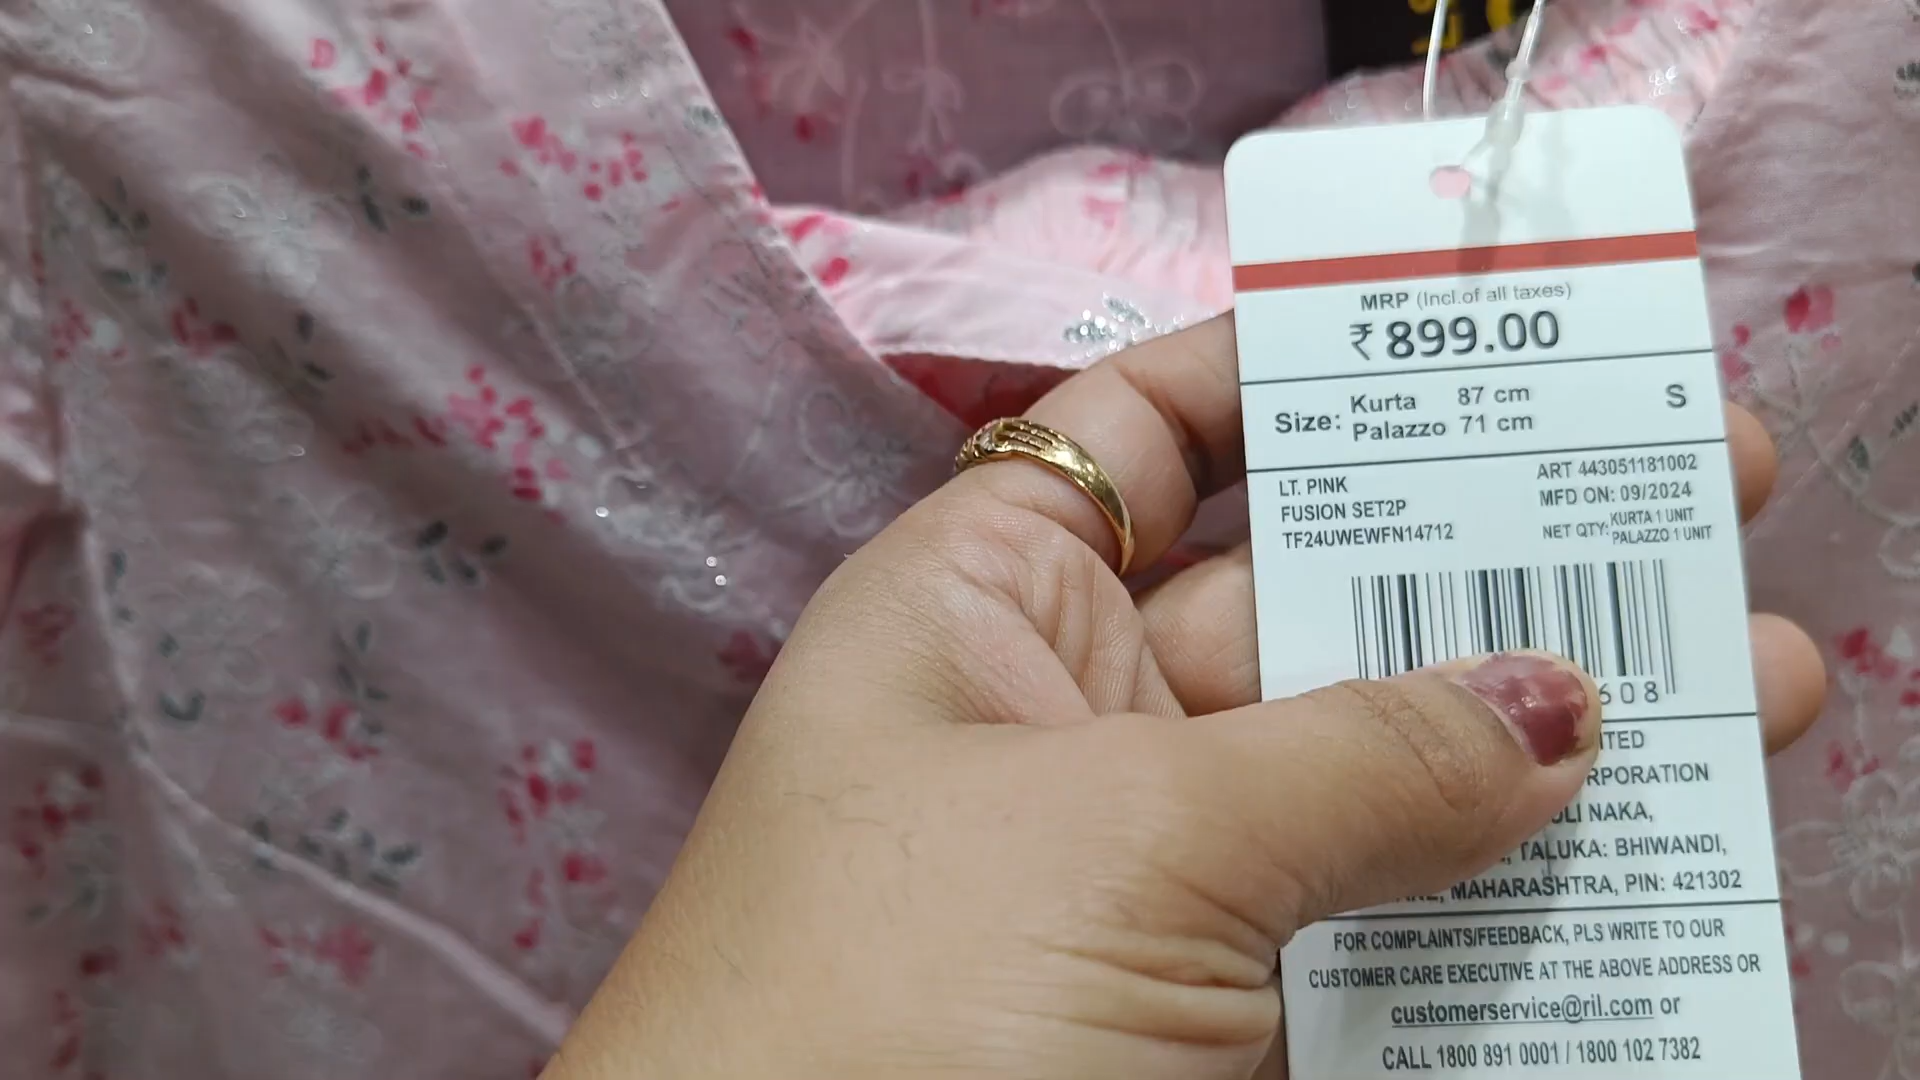 MRP (Incl.of all taxes)
₹899.00
Size: Kurta 87 cm S
Palazzo 71 cm
LT. PINK
FUSION SET2P
TF24UWEWFN14712
ART 443051181002
MFD ON: 09/2024
NET QTY: KURTA 1 UNIT
PALAZZO 1 UNIT
608
NAKA,
TALUKA: BHIWANDI,
MAHARASHTRA, PIN: 421302
FOR COMPLAINTS/FEEDBACK, PLS WRITE TO OUR
CUSTOMER CARE EXECUTIVE AT THE ABOVE ADDRESS OR
customerservice@ril.com or
CALL 1800 891 0001 / 1800 102 7382